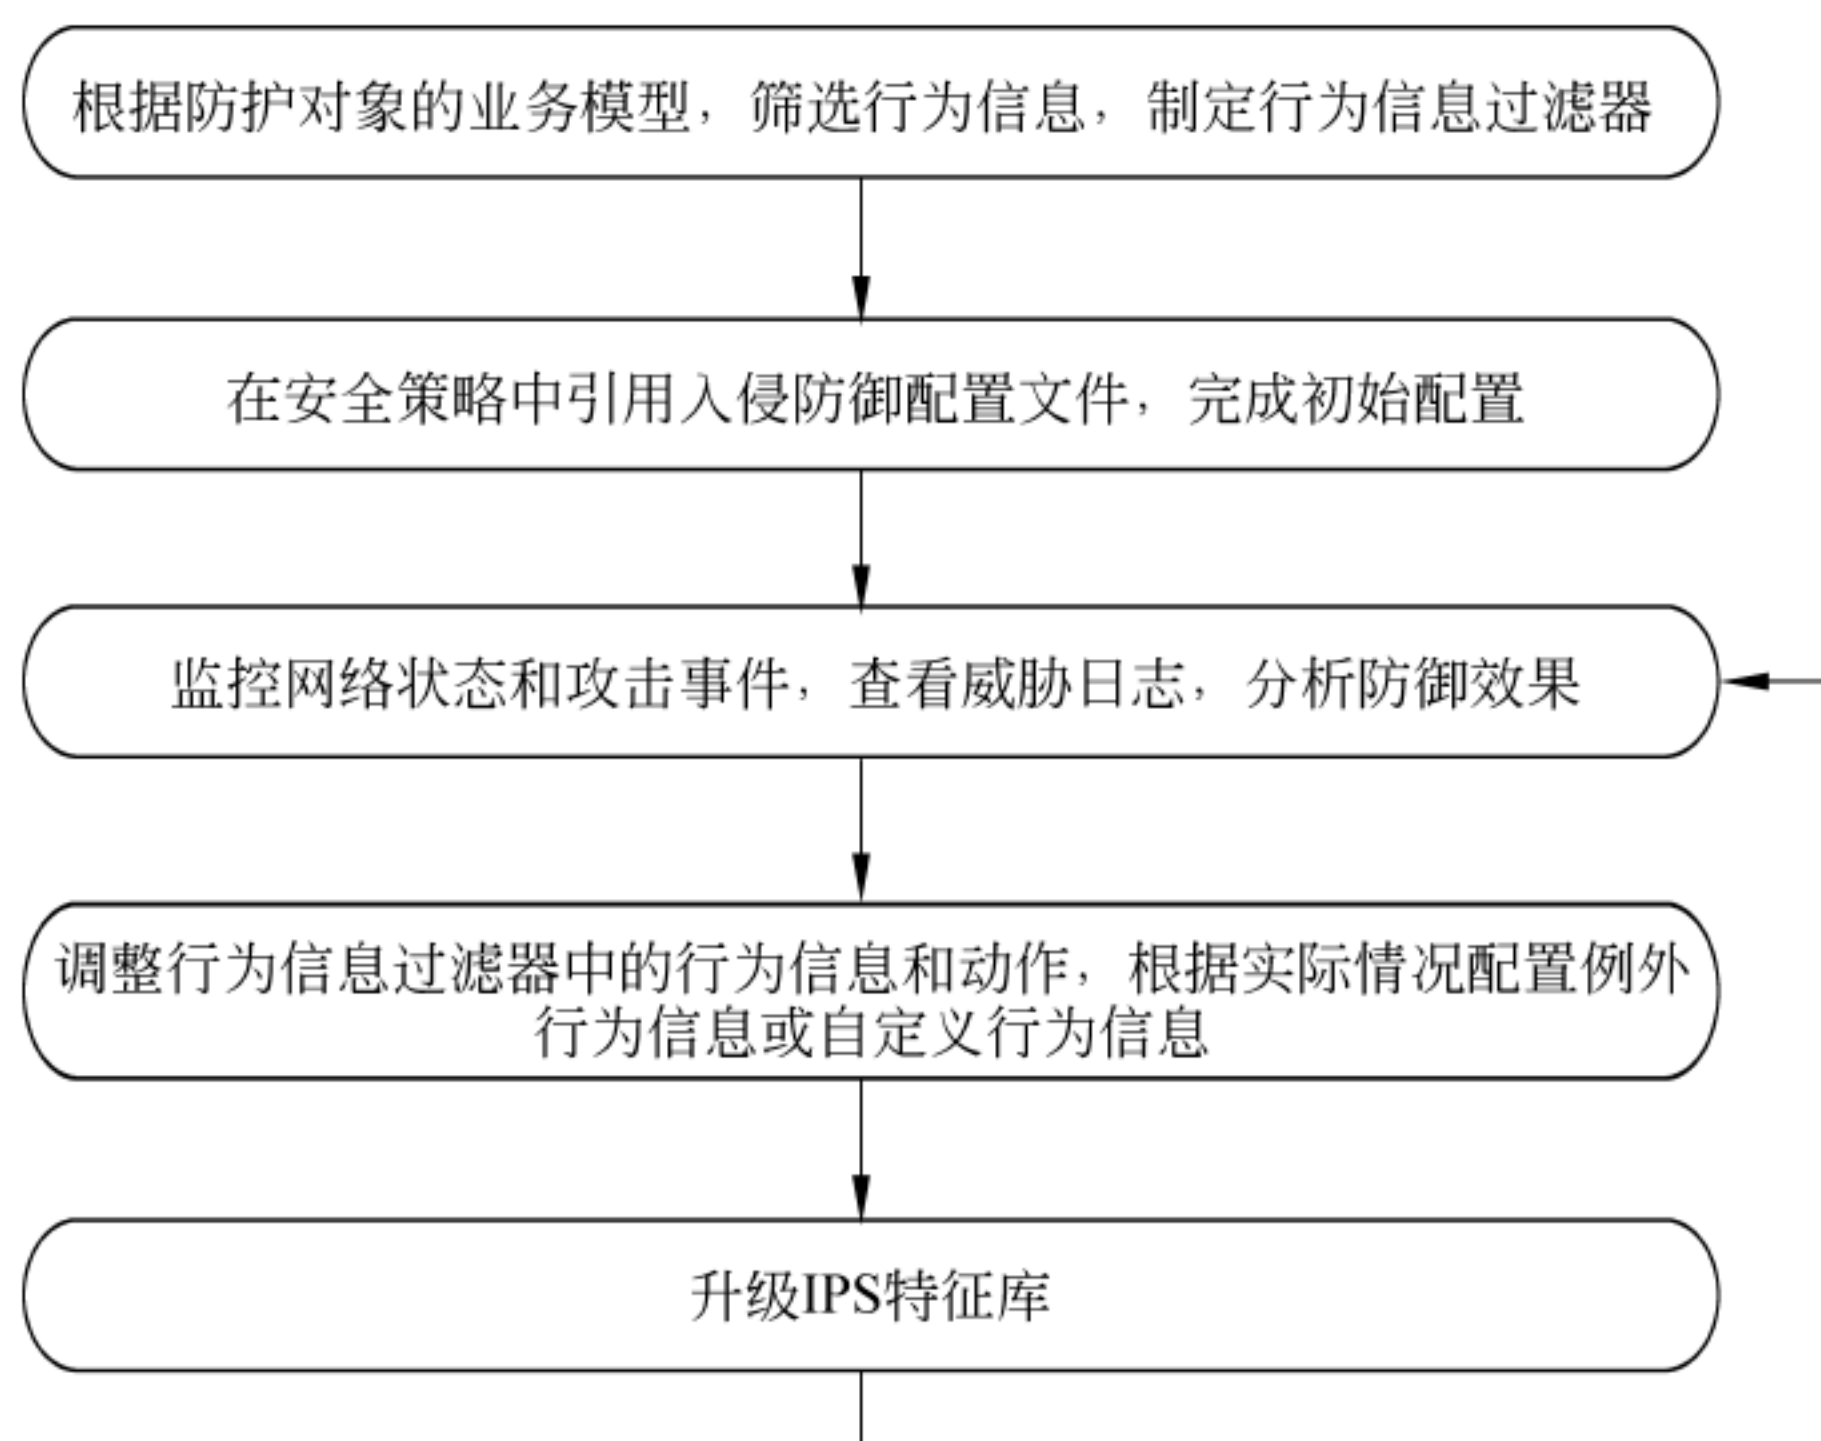 根据防护对象的业务模型，筛选行为信息，制定行为信息过滤器
在安全策略中引用入侵防御配置文件，完成初始配置
监控网络状态和攻击事件，查看威胁日志，分析防御效果
调整行为信息过滤器中的行为信息和动作，根据实际情况配置例外
行为信息或自定义行为信息
升级IPS特征库